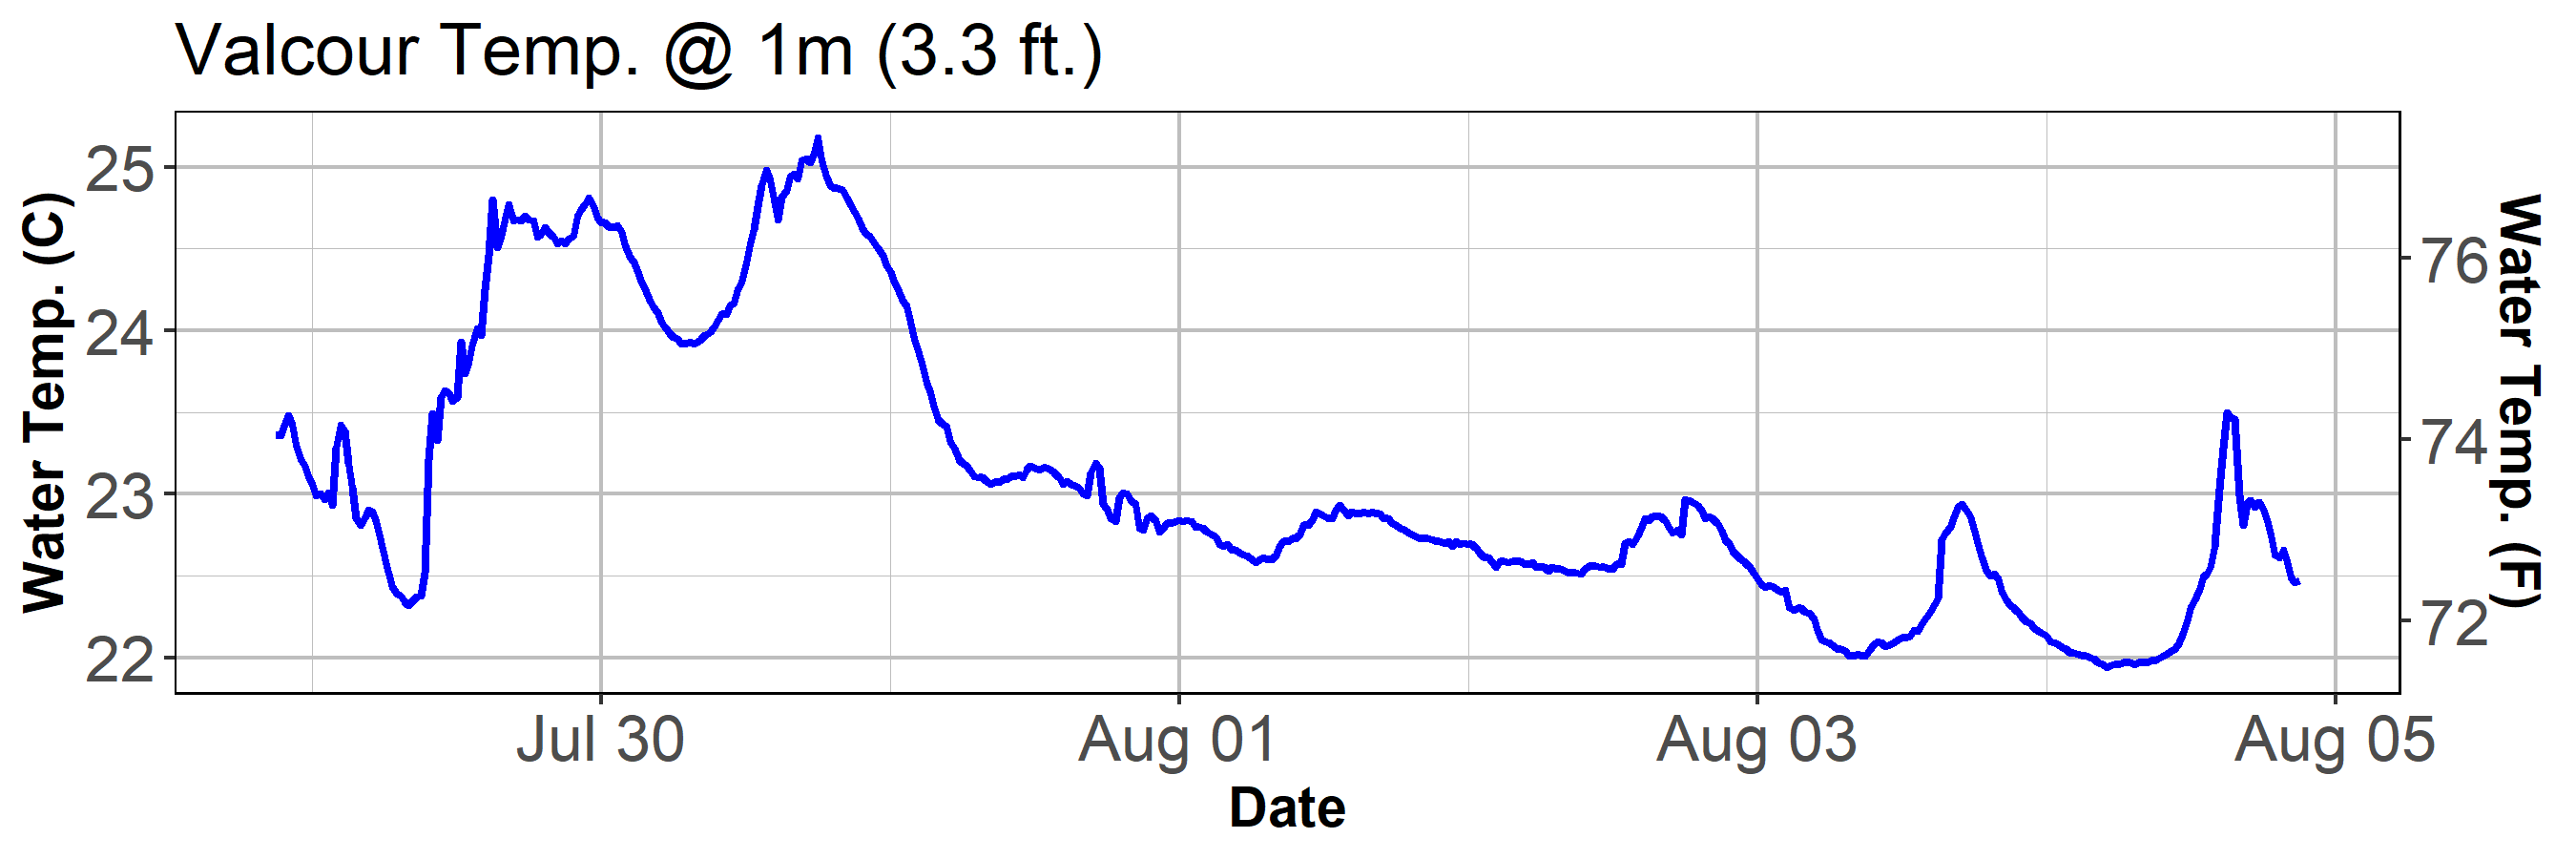 Valcour Temp. @ 1m (3.3 ft.)
Water Temp. (C)
25
24
23
22
76
74
72
Water Temp. (F)
Jul 30
Aug 01
Aug 03
Aug 05
Date